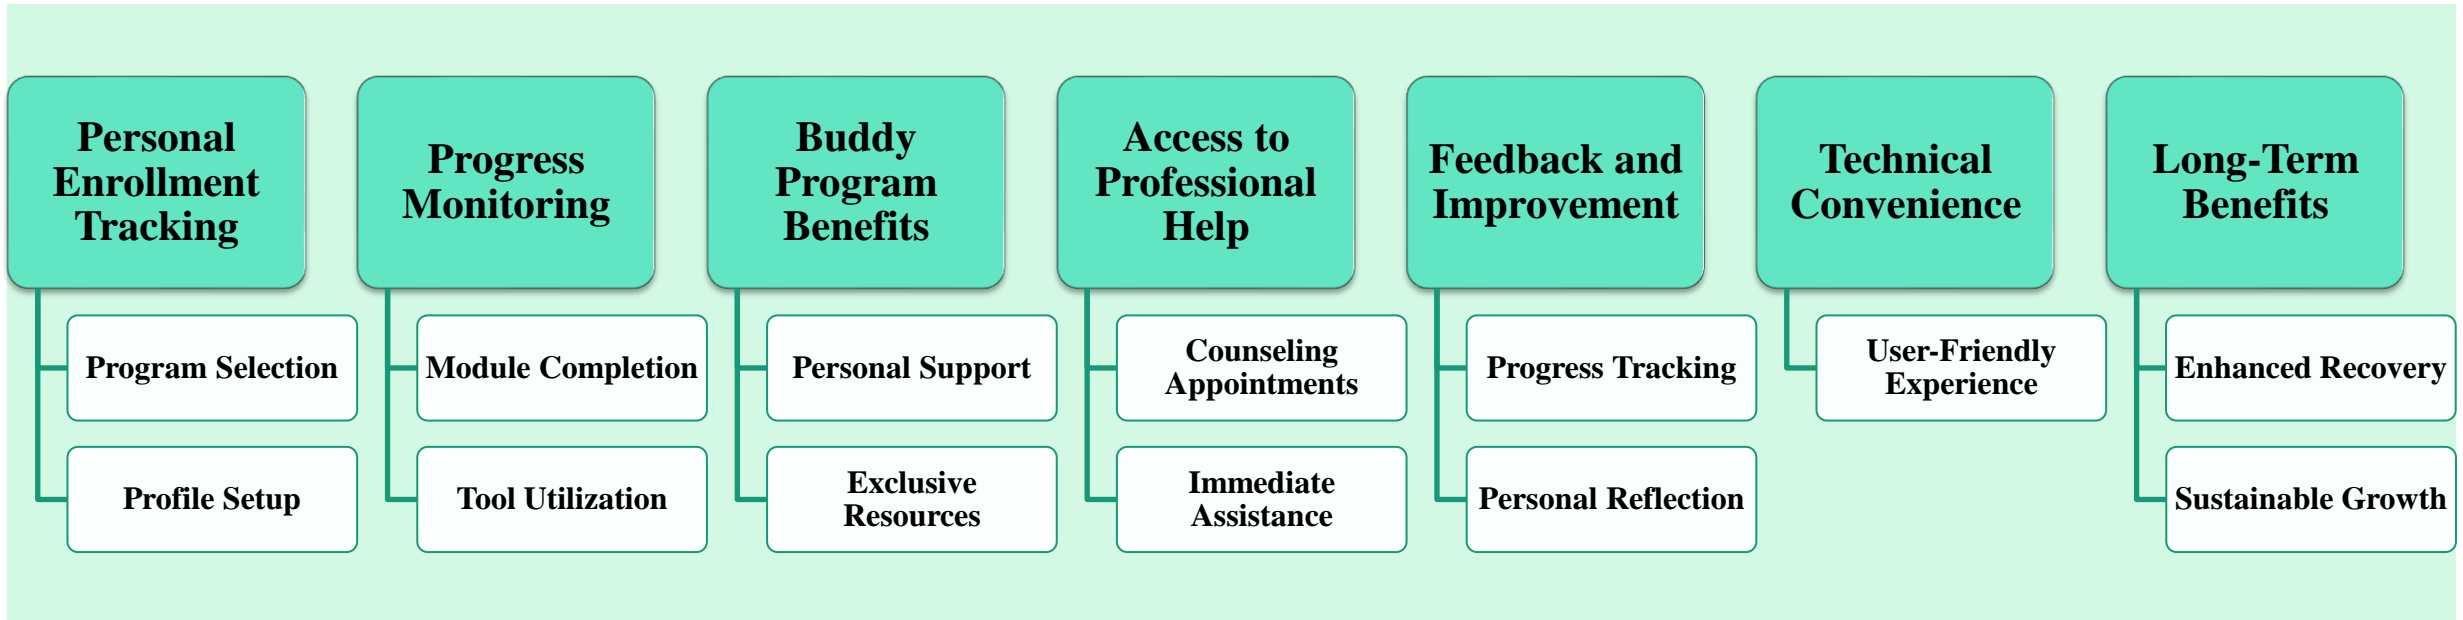 Personal
Enrollment
Tracking
Program Selection
Profile Setup
Progress
Monitoring
Module Completion
Tool Utilization
Buddy
Program
Benefits
Personal Support
Exclusive
Resources
Access to
Professional
Help
Counseling
Appointments
Immediate
Assistance
Feedback and
Improvement
Progress Tracking
Personal Reflection
Technical
Convenience
User-Friendly
Experience
Long-Term
Benefits
Enhanced Recovery
Sustainable Growth